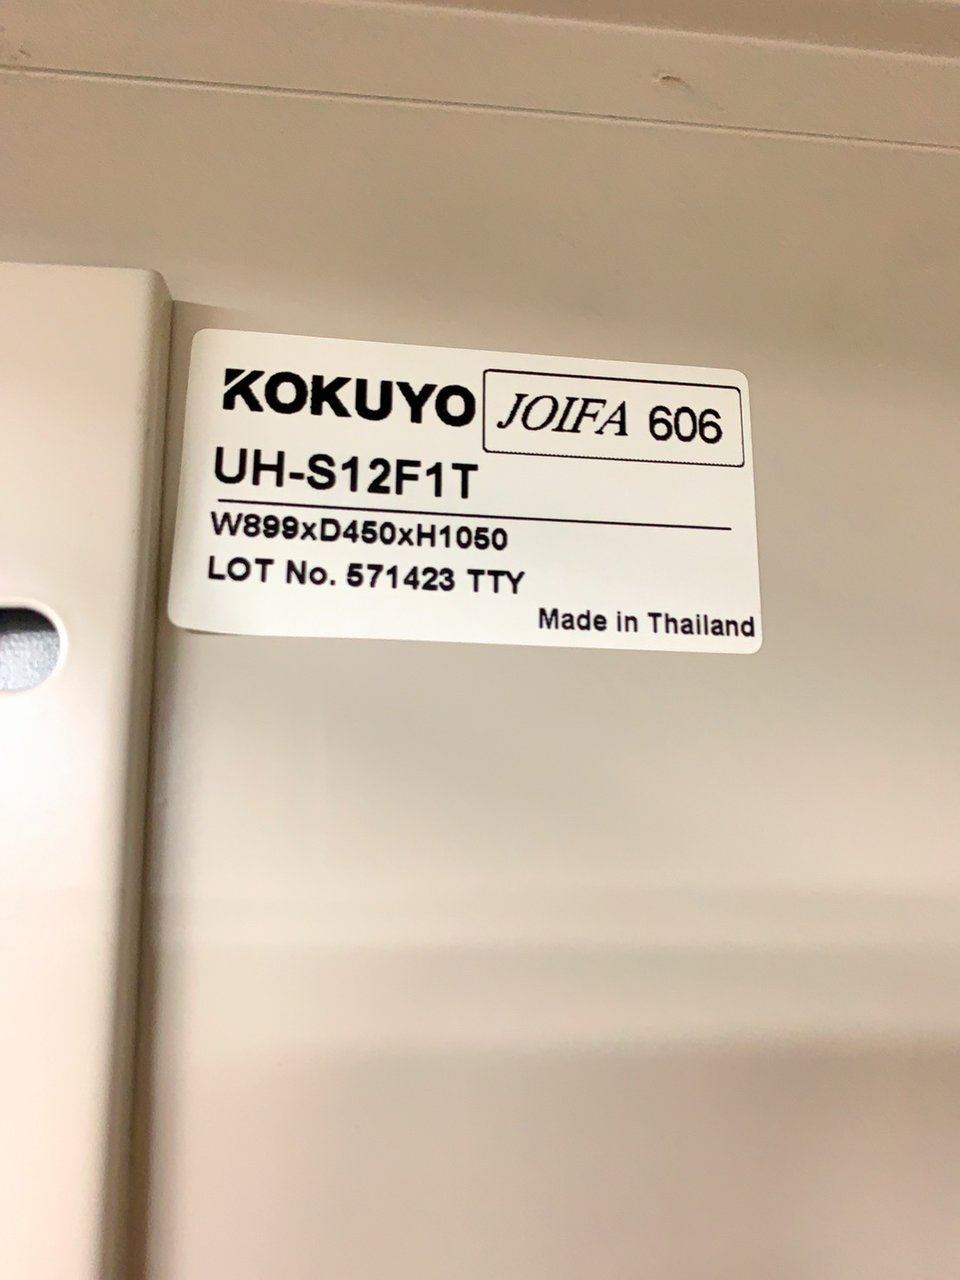 KOKUYO JOIFA 606
UH-S12F1T
W899xD450xH1050
LOT No. 571423 TTY
Made in Thailand